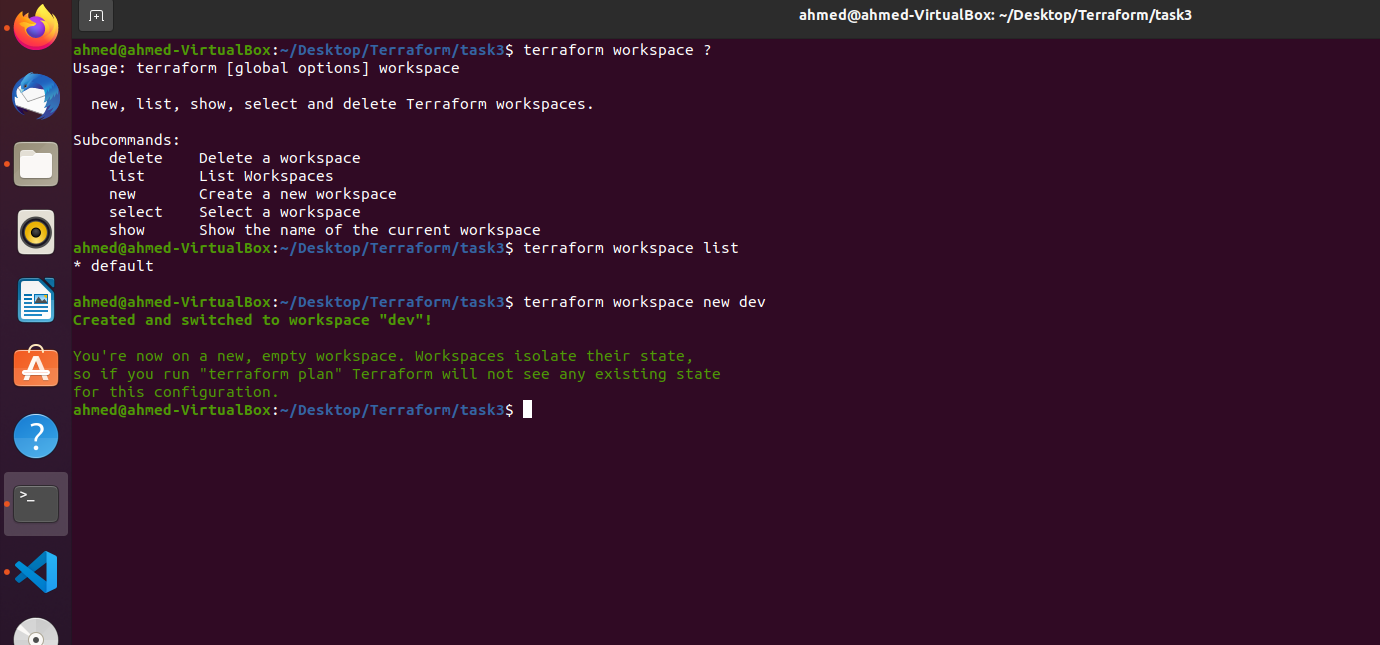 ahmed@ahmed-VirtualBox: ~/Desktop/Terraform/task3
ahmed@ahmed-VirtualBox:~/Desktop/Terraform/task3$ terraform workspace ?
Usage: terraform [global options] workspace
new, list, show, select and delete Terraform workspaces.
Subcommands:
delete    Delete a workspace
list      List Workspaces
new       Create a new workspace
select    Select a workspace
show      Show the name of the current workspace
ahmed@ahmed-VirtualBox:~/Desktop/Terraform/task3$ terraform workspace list
* default
ahmed@ahmed-VirtualBox:~/Desktop/Terraform/task3$ terraform workspace new dev
Created and switched to workspace "dev"!
You're now on a new, empty workspace. Workspaces isolate their state,
so if you run "terraform plan" Terraform will not see any existing state
for this configuration.
ahmed@ahmed-VirtualBox:~/Desktop/Terraform/task3$